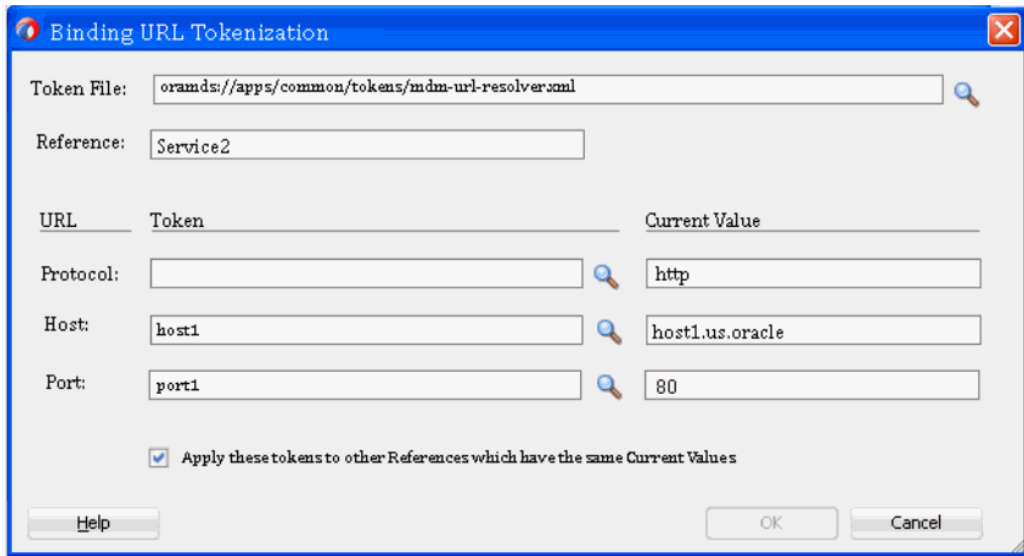 Binding URL Tokenization
Token File: oramds://apps/common/tokens/mdm-url-resolver.xml
Reference: Service2
URL Token Current Value
Protocol: http
Host: host1 host1.us.oracle
Port: port1 80
Apply these tokens to other References which have the same Current Values
Help OK Cancel